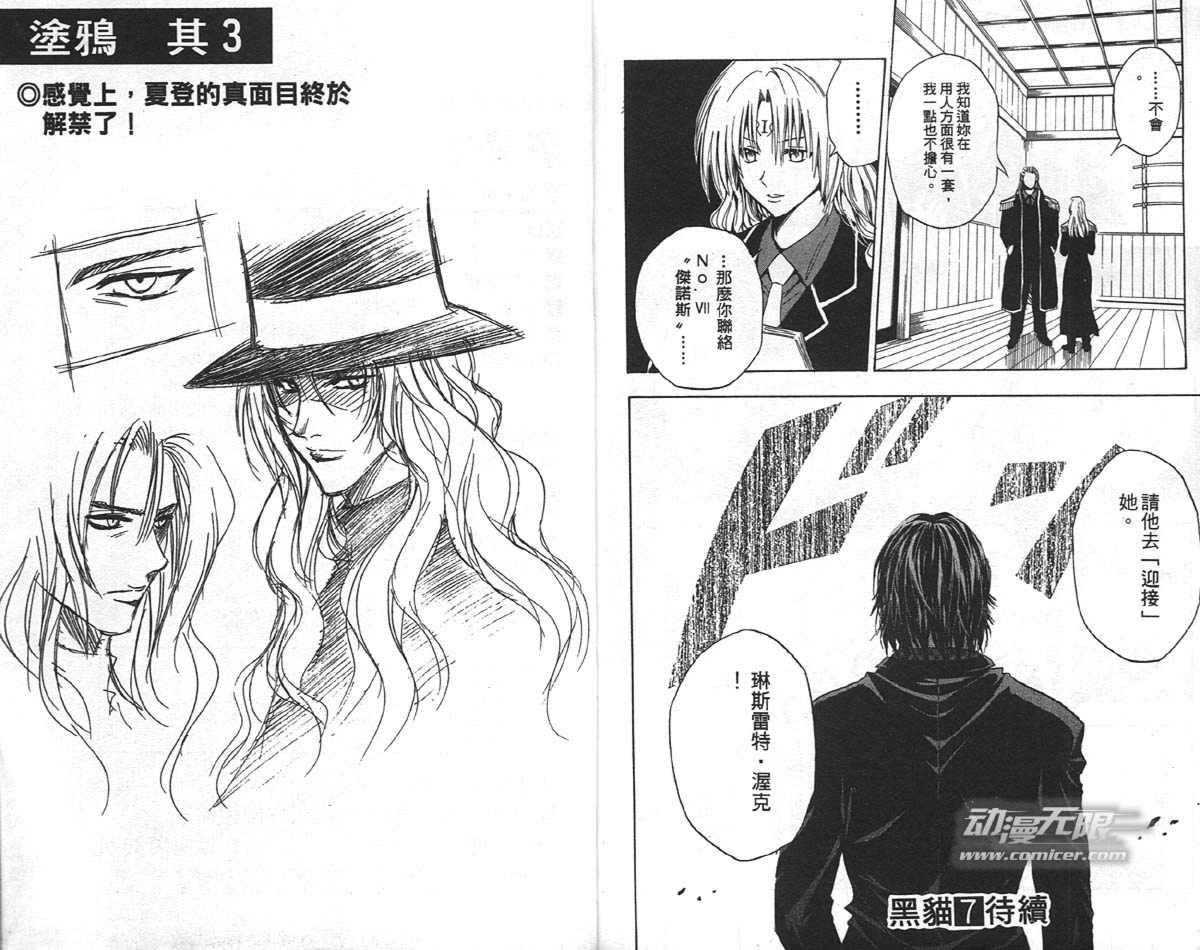 ……不會
。
我知道妳在
用人方面很有一套，
我一點也不擔心。
…………
…那麼你聯絡
No.Ⅶ
〝傑諾斯〞……
請他去「迎接」
她。
琳斯雷特・渥克
！
黑貓7待續
动漫无限
www.comicer.com
塗鴉 其3
◎感覺上，夏登的真面目終於
解禁了！
I